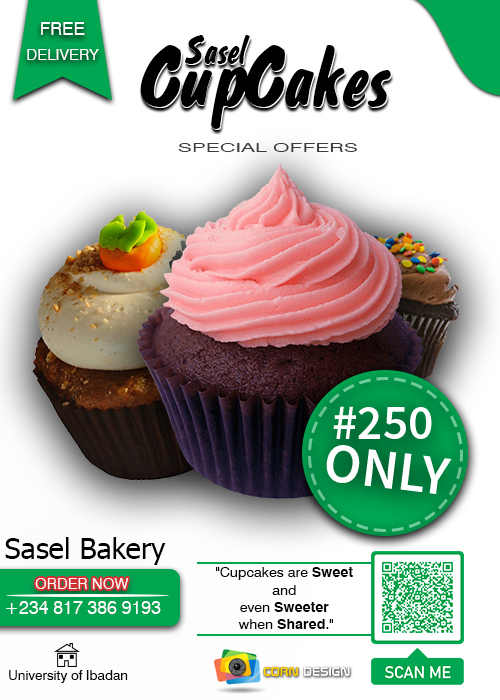 FREE
DELIVERY
Sasel
CupCakes
SPECIAL OFFERS
#250
ONLY
Sasel Bakery
ORDER NOW
+234 817 386 9193
University of Ibadan
"Cupcakes are Sweet
and
even Sweeter
when Shared."
CORN DESIGN
SCAN ME